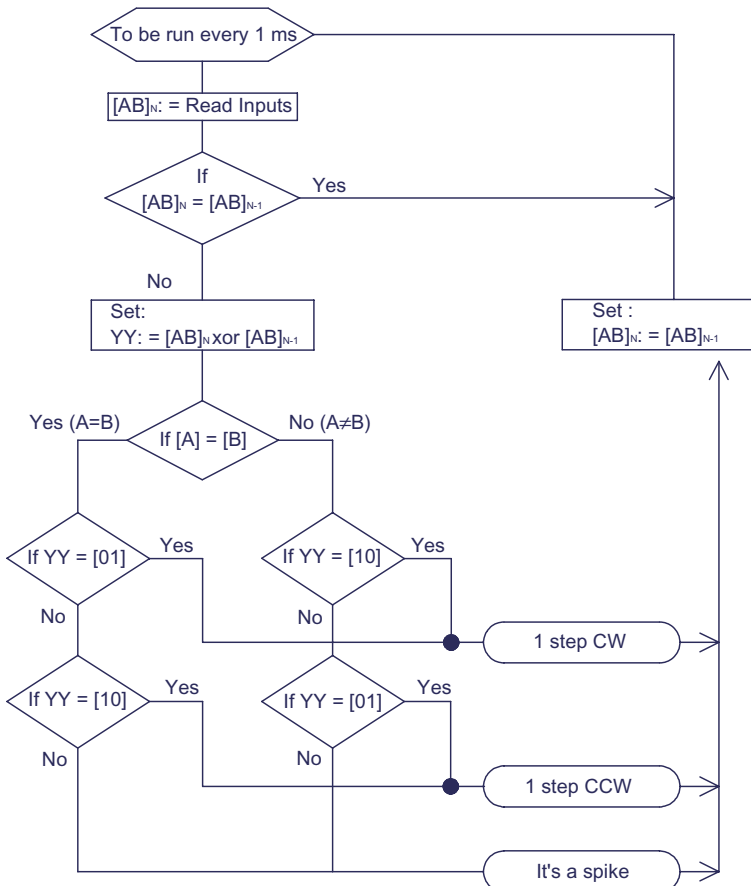 To be run every 1 ms
[AB]N: = Read Inputs
If
[AB]N = [AB]N-1
Yes
No
Set:
YY: = [AB]N xor [AB]N-1
Set :
[AB]N: = [AB]N-1
Yes (A=B)
If [A] = [B]
No (A≠B)
If YY = [01]
Yes
If YY = [10]
Yes
No
No
1 step CW
If YY = [10]
Yes
If YY = [01]
Yes
No
No
1 step CCW
It's a spike